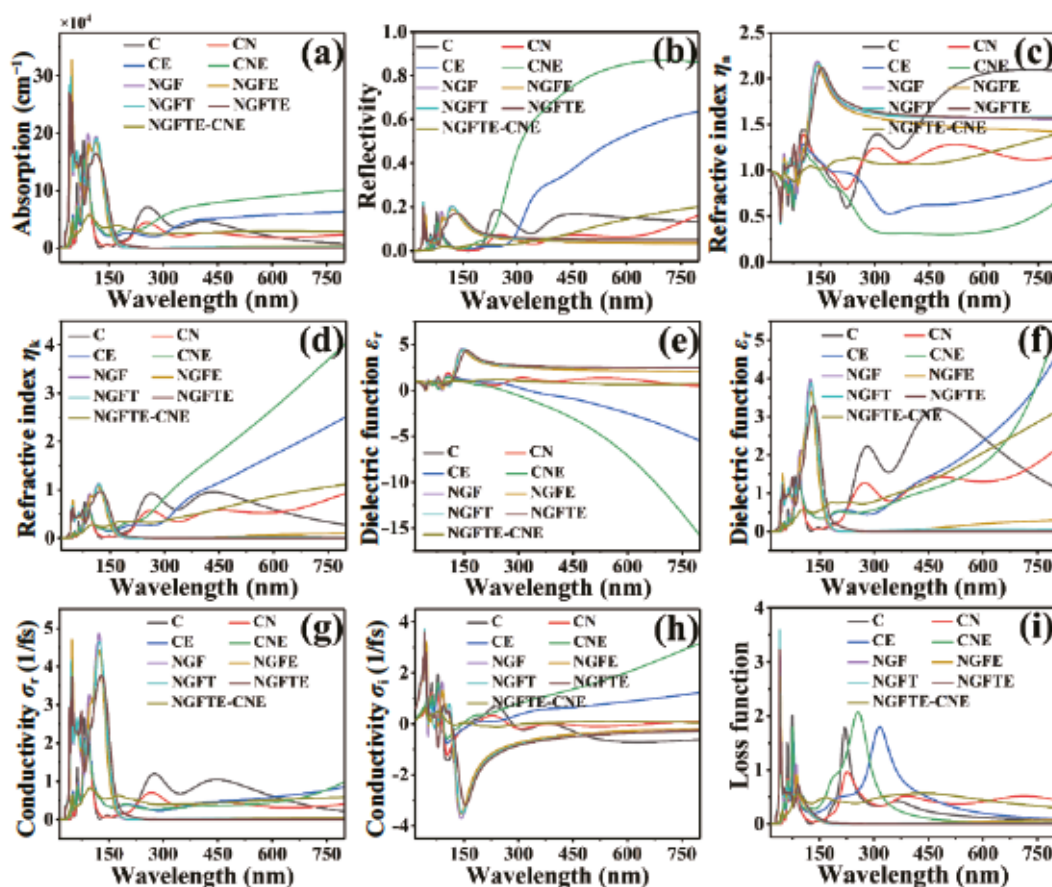 ×10⁴
(a)
C CN
CE CNE
NGF NGFE
NGFT NGFTE
NGFTE-CNE
Absorption (cm⁻¹)
30
20
10
0
150 300 450 600 750
Wavelength (nm)
(b)
C CN
CE CNE
NGF NGFE
NGFT NGFTE
NGFTE-CNE
Reflectivity
1.0
0.8
0.6
0.4
0.2
0.0
150 300 450 600 750
Wavelength (nm)
(c)
C CN
CE CNE
NGF NGFE
NGFT NGFTE
NGFTE-CNE
Refractive index ηn
2.5
2.0
1.5
1.0
0.5
0.0
150 300 450 600 750
Wavelength (nm)
(d)
C CN
CE CNE
NGF NGFE
NGFT NGFTE
NGFTE-CNE
Refractive index ηk
4
3
2
1
0
150 300 450 600 750
Wavelength (nm)
(e)
C CN
CE CNE
NGF NGFE
NGFT NGFTE
NGFTE-CNE
Dielectric function εr
5
0
-5
-10
-15
150 300 450 600 750
Wavelength (nm)
(f)
C CN
CE CNE
NGF NGFE
NGFT NGFTE
NGFTE-CNE
Dielectric function εr
5
4
3
2
1
0
150 300 450 600 750
Wavelength (nm)
(g)
C CN
CE CNE
NGF NGFE
NGFT NGFTE
NGFTE-CNE
Conductivity σr (1/fs)
5
4
3
2
1
0
150 300 450 600 750
Wavelength (nm)
(h)
C CN
CE CNE
NGF NGFE
NGFT NGFTE
NGFTE-CNE
Conductivity σi (1/fs)
4
2
0
-2
-4
150 300 450 600 750
Wavelength (nm)
(i)
C CN
CE CNE
NGF NGFE
NGFT NGFTE
NGFTE-CNE
Loss function
4
3
2
1
0
150 300 450 600 750
Wavelength (nm)